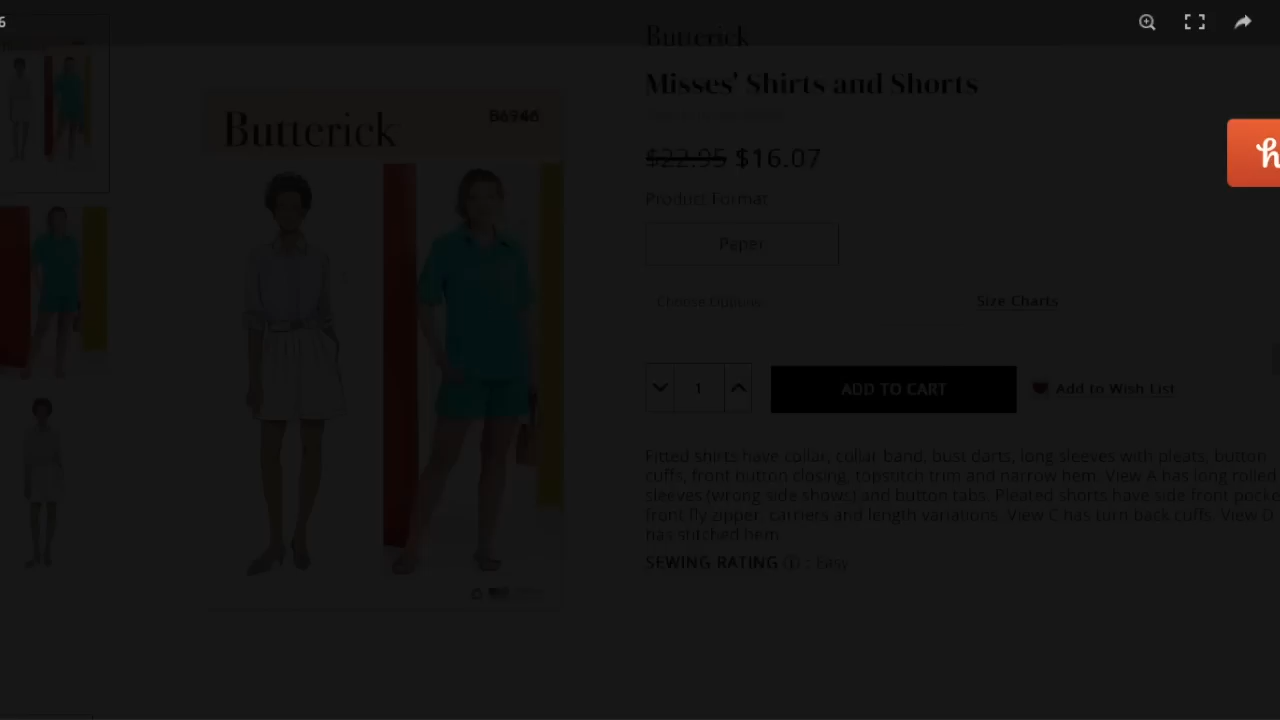 6
Butterick
Misses' Shirts and Shorts
$22.95 $16.07
Product Format
Paper
Choose Options
Size Charts
1
ADD TO CART
Add to Wish List
Fitted shirts have collar, collar band, bust darts, long sleeves with pleats, button
cuffs, front button closing, topstitch trim and narrow hem. View A has long rolled
sleeves (wrong side shows) and button tabs. Pleated shorts have side front
front fly zipper, carriers and length variations. View C has turn back cuffs. View
has stitched hem.
SEWING RATING : Easy
Butterick
h